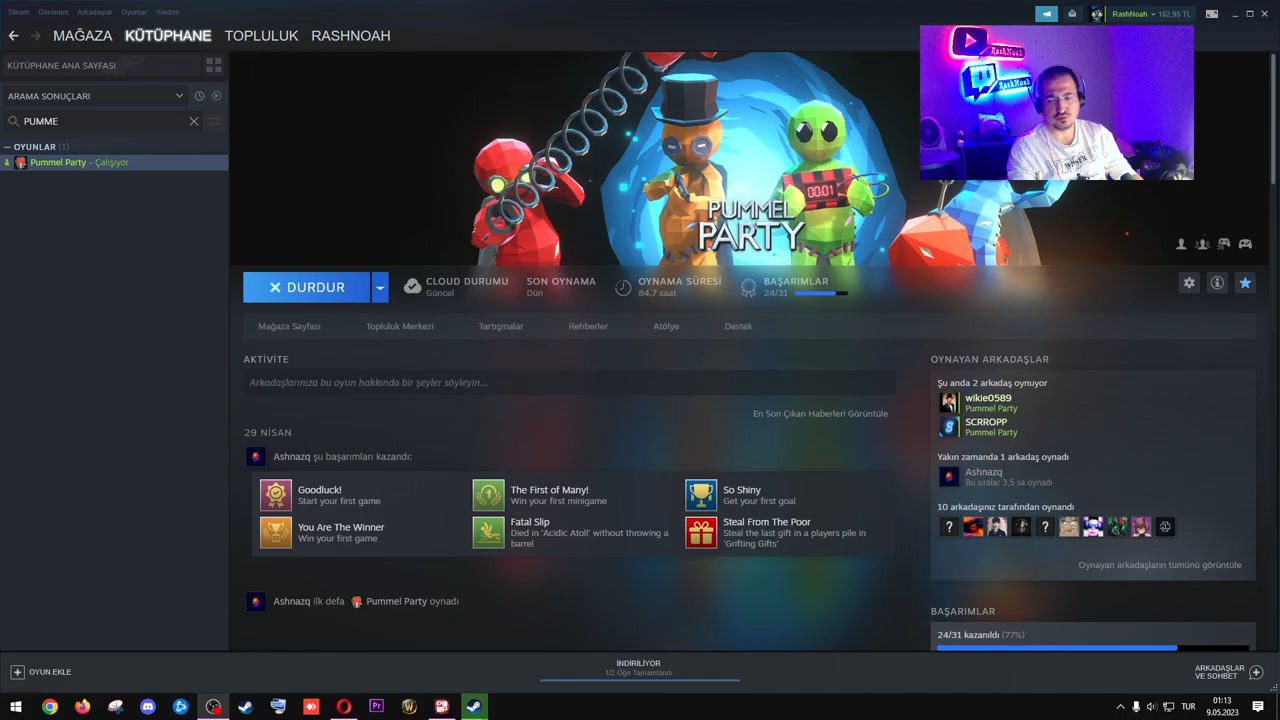 Steam Görünüm Arkadaşlar Oyunlar Yardım
RashNoah 162,95 TL
MAĞAZA KÜTÜPHANE TOPLULUK RASHNOAH
KÜTÜPHANE ANA SAYFASI
ARAMA SONUÇLARI
PUMME
OYUNLAR (1)
Pummel Party - Çalışıyor
RashNoah
RashNoah
00:01
PUMMEL
PARTY
DURDUR
CLOUD DURUMU
Güncel
SON OYNAMA
Dün
OYNAMA SÜRESİ
84,7 saat
BAŞARIMLAR
24/31
Mağaza Sayfası Topluluk Merkezi Tartışmalar Rehberler Atölye Destek
AKTİVİTE
Arkadaşlarınıza bu oyun hakkında bir şeyler söyleyin...
En Son Çıkan Haberleri Görüntüle
29 NİSAN
Ashnazq şu başarımları kazandı:
Goodluck!
Start your first game
The First of Many!
Win your first minigame
So Shiny
Get your first goal
You Are The Winner
Win your first game
Fatal Slip
Died in 'Acidic Atoll' without throwing a
barrel
Steal From The Poor
Steal the last gift in a players pile in
'Grifting Gifts'
Ashnazq ilk defa Pummel Party oynadı
OYNAYAN ARKADAŞLAR
Şu anda 2 arkadaş oynuyor
wikie0589
Pummel Party
SCRROPP
Pummel Party
Yakın zamanda 1 arkadaş oynadı
Ashnazq
Bu sıralar 3,5 sa oynadı
10 arkadaşınız tarafından oynandı
Oynayan arkadaşların tümünü görüntüle
BAŞARIMLAR
24/31 kazanıldı (77%)
OYUN EKLE
İNDİRİLİYOR
1/2 Öğe Tamamlandı
ARKADAŞLAR
VE SOHBET
TUR
01:13
9.05.2023